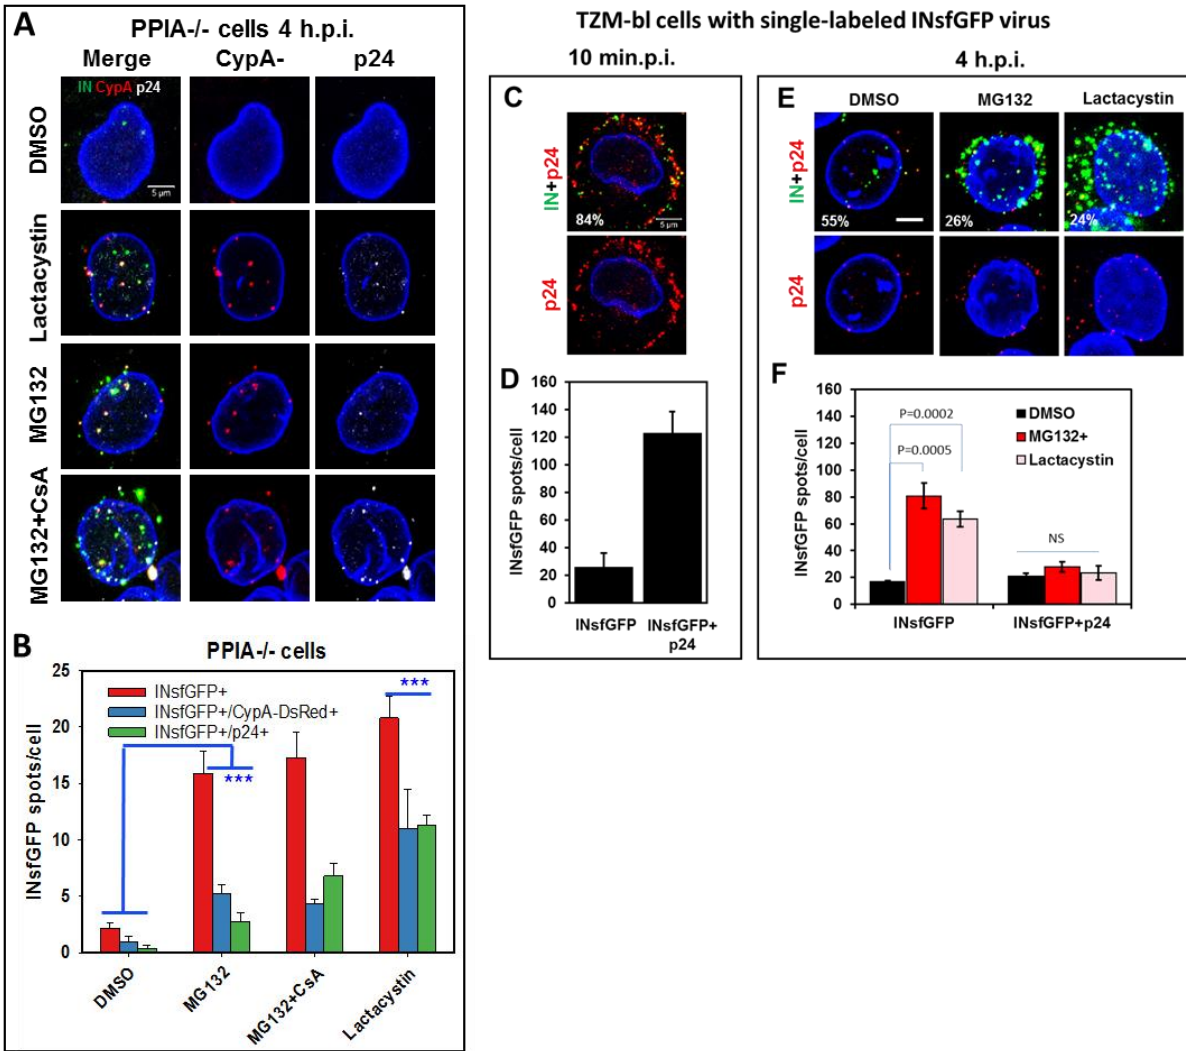 A
PPIA-/- cells 4 h.p.i.
Merge CypA- p24
IN CypA p24
DMSO
5 µm
Lactacystin
MG132
MG132+CsA
B
PPIA-/- cells
INsfGFP spots/cell
25
20
15
10
5
0
INsfGFP+
INsfGFP+/CypA-DsRed+
INsfGFP+/p24+
***
***
DMSO
MG132
MG132+CsA
Lactacystin
TZM-bl cells with single-labeled INsfGFP virus
10 min.p.i.
C
IN+p24
84%
5 µm
p24
D
INsfGFP spots/cell
160
140
120
100
80
60
40
20
0
INsfGFP
INsfGFP+
p24
4 h.p.i.
E
DMSO MG132 Lactacystin
IN+p24
55% 26% 24%
p24
F
INsfGFP spots/cell
160
140
120
100
80
60
40
20
0
DMSO
MG132+
Lactacystin
P=0.0002
P=0.0005
NS
INsfGFP INsfGFP+p24